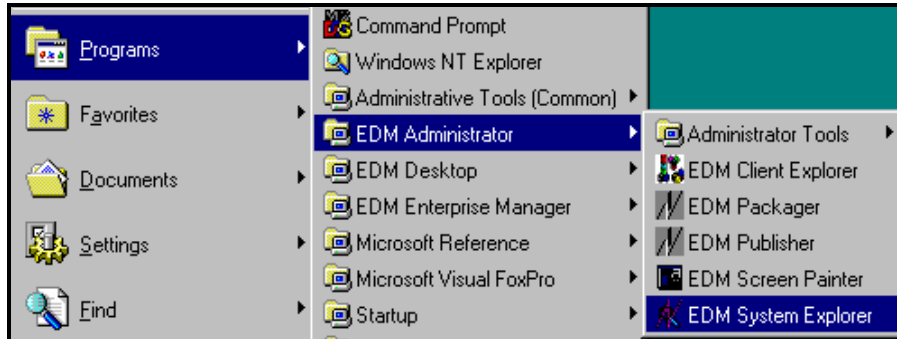 Programs
Favorites
Documents
Settings
Find
Command Prompt
Windows NT Explorer
Administrative Tools (Common)
EDM Administrator
EDM Desktop
EDM Enterprise Manager
Microsoft Reference
Microsoft Visual FoxPro
Startup
Administrator Tools
EDM Client Explorer
EDM Packager
EDM Publisher
EDM Screen Painter
EDM System Explorer